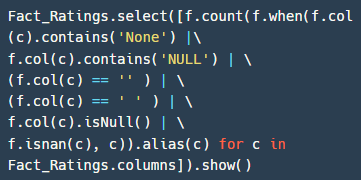 Fact_Ratings.select([f.count(f.when(f.col
(c).contains('None') |\
f.col(c).contains('NULL') | \
(f.col(c) == '' ) | \
(f.col(c) == ' ' ) | \
f.col(c).isNull() | \
f.isnan(c), c)).alias(c) for c in
Fact_Ratings.columns]).show()